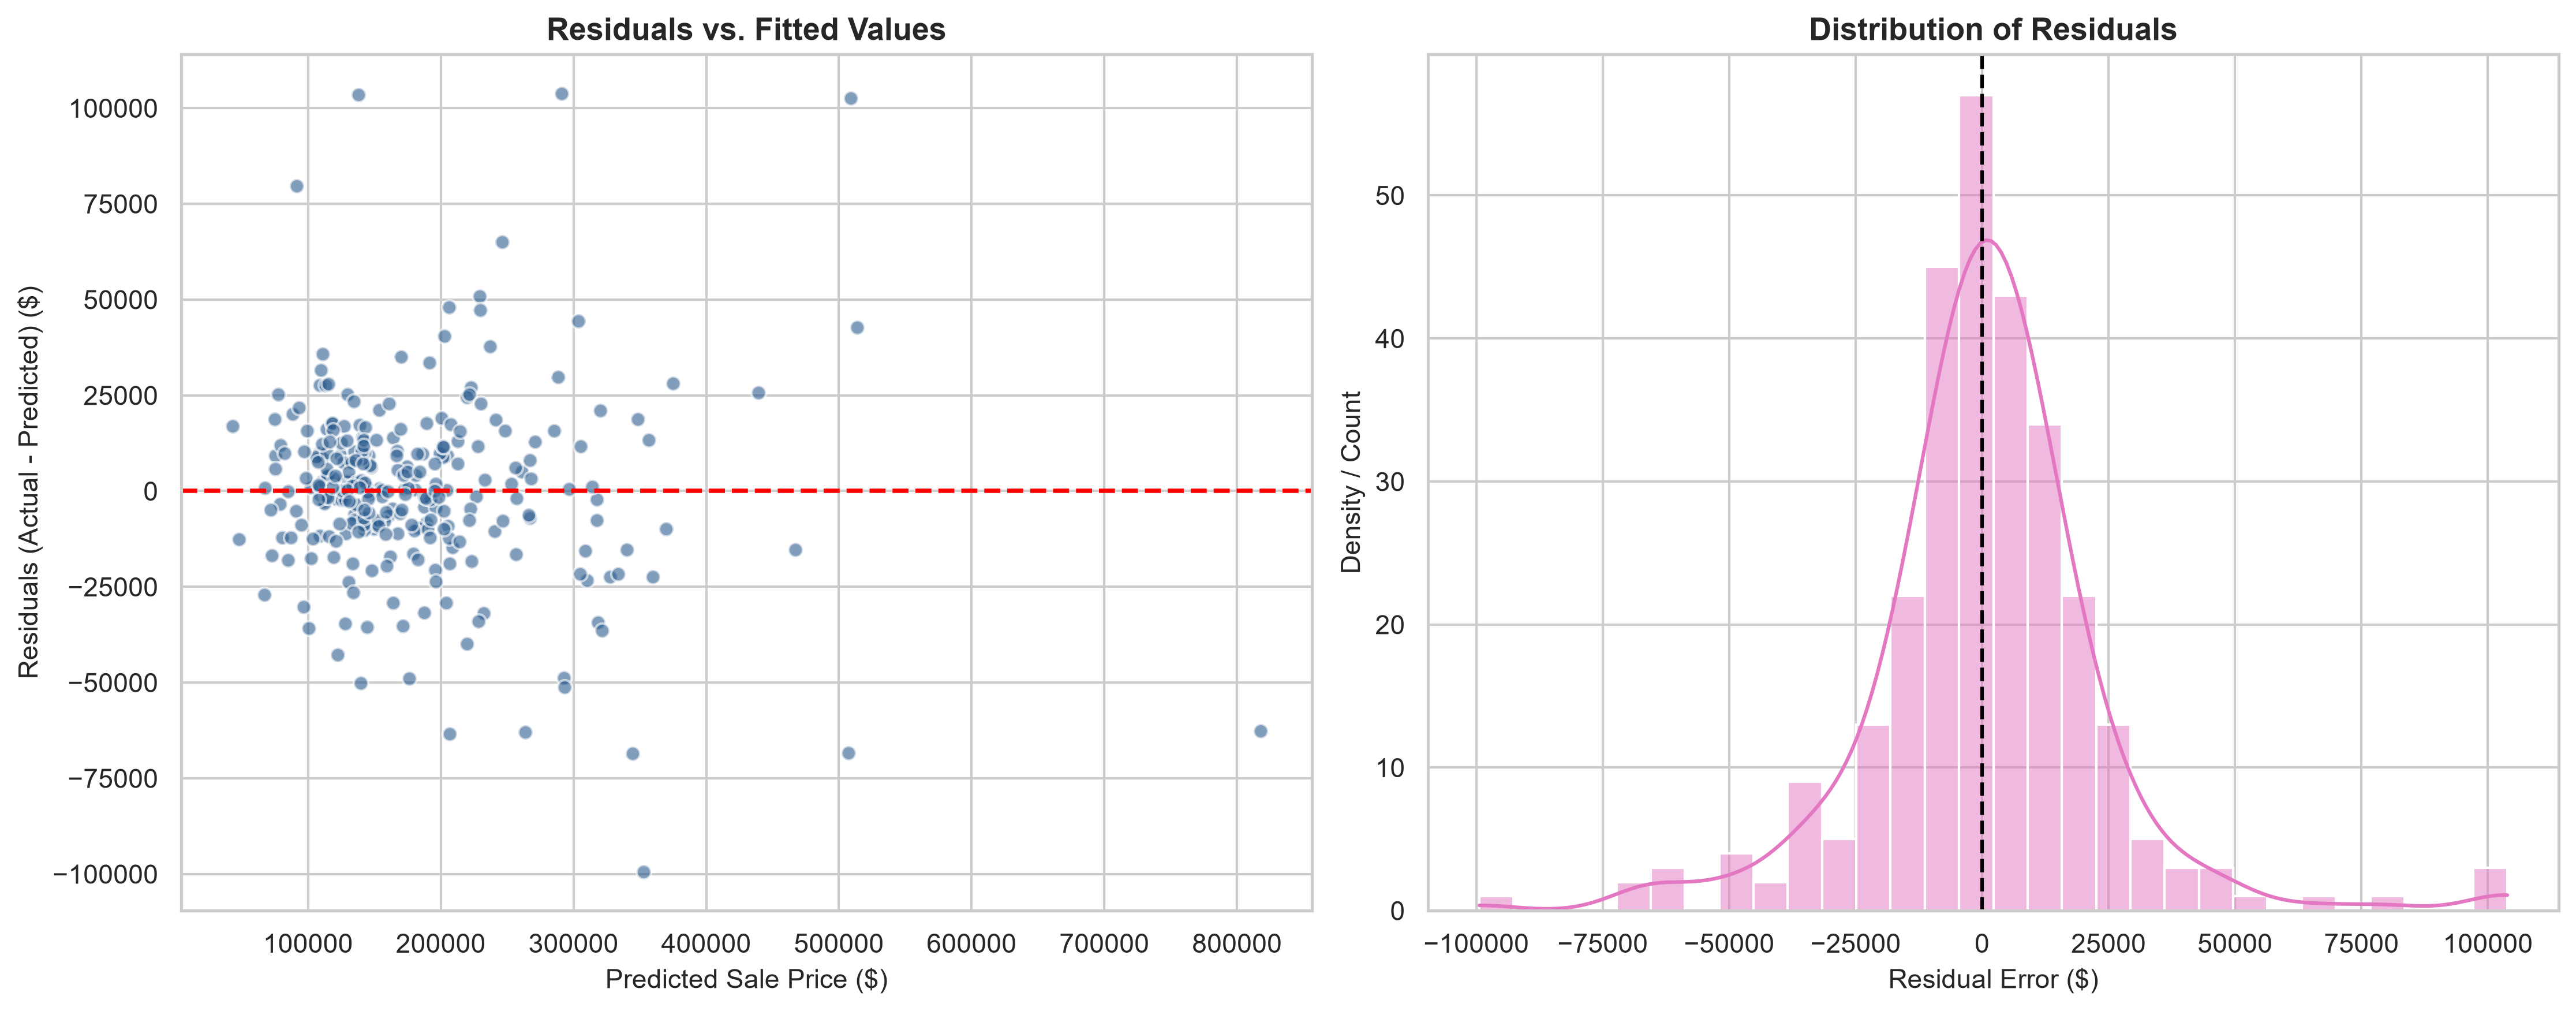 Residuals vs. Fitted Values
Residuals (Actual - Predicted) ($)
100000
75000
50000
25000
0
−25000
−50000
−75000
−100000
100000 200000 300000 400000 500000 600000 700000 800000
Predicted Sale Price ($)
Distribution of Residuals
Density / Count
50
40
30
20
10
0
−100000 −75000 −50000 −25000 0 25000 50000 75000 100000
Residual Error ($)